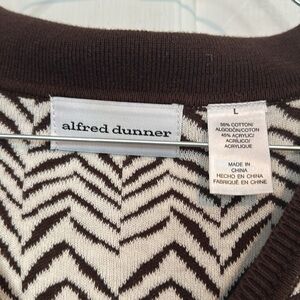 alfred dunner
L
55% COTTON/
ALGODÓN/COTON
45% ACRYLIC/
ACRÍLICO/
ACRYLIQUE
MADE IN
CHINA
HECHO EN CHINA
FABRIQUÉ EN CHINE